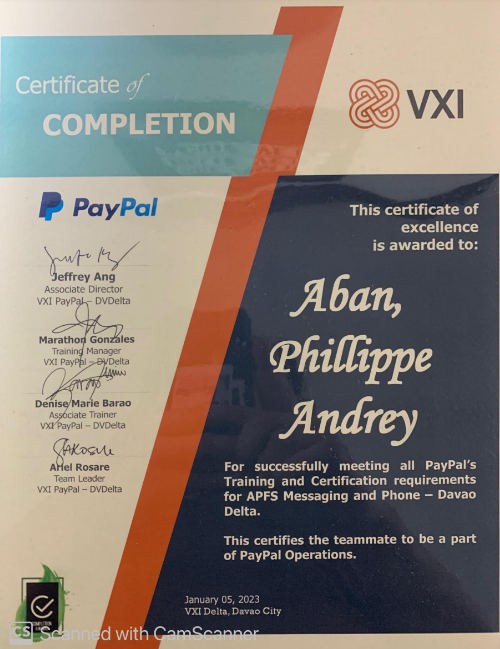 Certificate of
COMPLETION
VXI
PayPal
Jeffrey Ang
Associate Director
VXI PayPal – DVDelta
Marathon Gonzales
Training Manager
VXI PayPal – DVDelta
Denise Marie Barao
Associate Trainer
VXI PayPal – DVDelta
Ariel Rosare
Team Leader
VXI PayPal – DVDelta
This certificate of
excellence
is awarded to:
Aban,
Phillippe
Andrey
For successfully meeting all PayPal's
Training and Certification requirements
for APFS Messaging and Phone – Davao
Delta.
This certifies the teammate to be a part
of PayPal Operations.
January 05, 2023
VXI Delta, Davao City
COMPLETION
CS Scanned with CamScanner